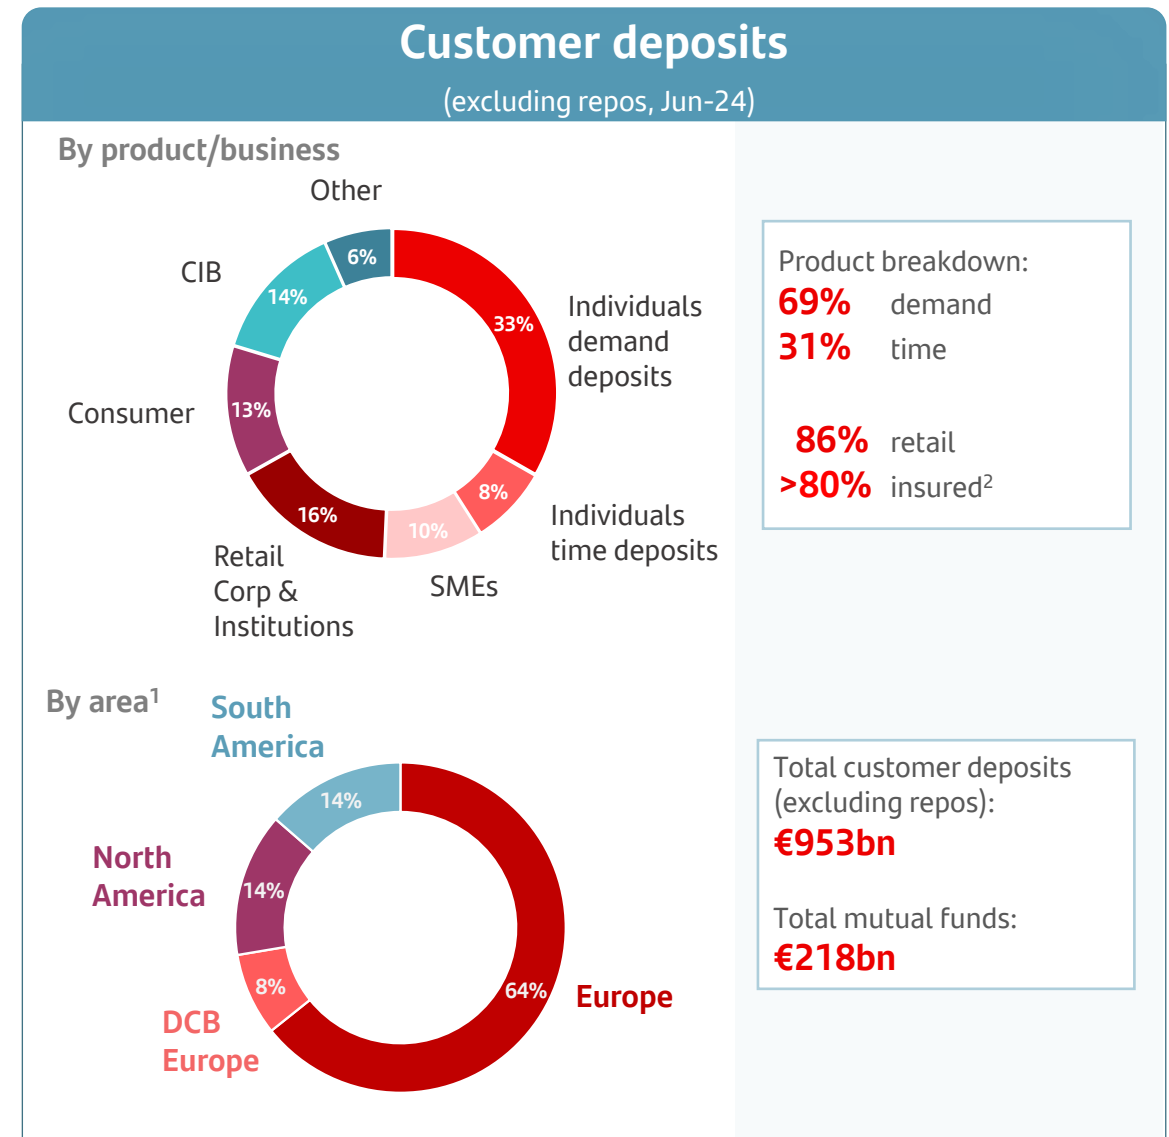 Customer deposits
(excluding repos, Jun-24)
By product/business
Other
6%
CIB
14%
33%
Individuals
demand
deposits
Consumer
13%
8%
Individuals
time deposits
16%
10%
Retail
Corp &
Institutions
SMEs
Product breakdown:
69% demand
31% time
86% retail
>80% insured²
By area¹
South
America
14%
North
America
14%
8%
DCB
Europe
64%
Europe
Total customer deposits
(excluding repos):
€953bn
Total mutual funds:
€218bn